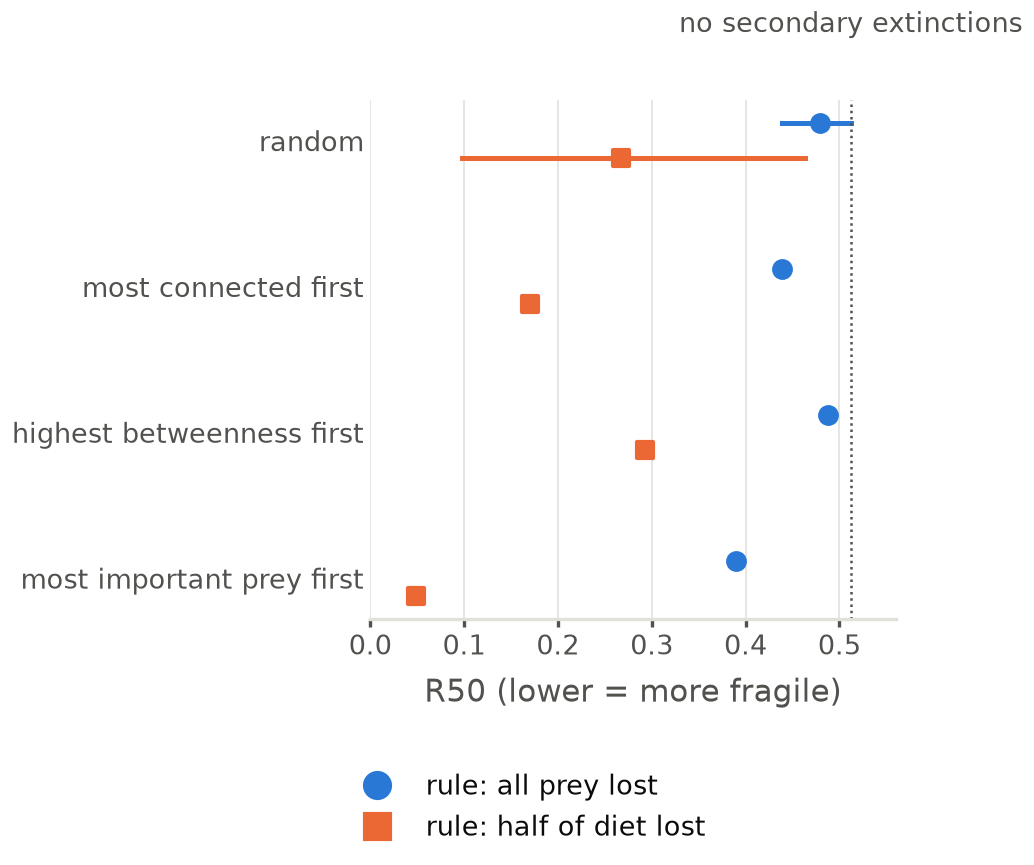 no secondary extinctions
random
most connected first
highest betweenness first
most important prey first
0.0 0.1 0.2 0.3 0.4 0.5
R50 (lower = more fragile)
rule: all prey lost
rule: half of diet lost